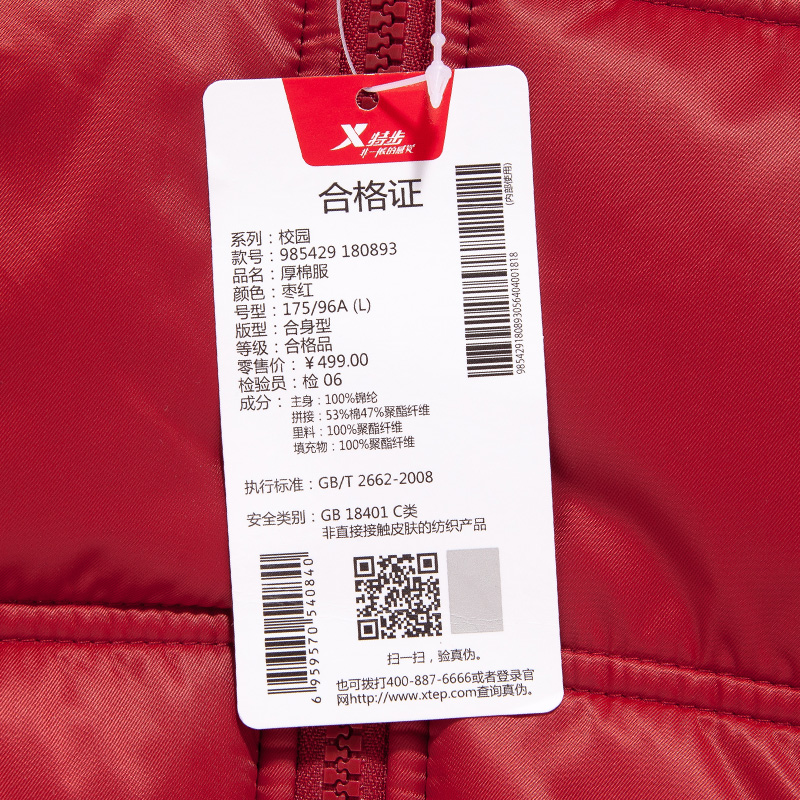 X 特步
非一般的感觉
合格证
系列：校园
款号：985429 180893
品名：厚棉服
颜色：枣红
号型：175/96A (L)
版型：合身型
等级：合格品
零售价：￥499.00
检验员：检 06
成分：主身：100%锦纶
拼接：53%棉47%聚酯纤维
里料：100%聚酯纤维
填充物：100%聚酯纤维
执行标准：GB/T 2662-2008
安全类别：GB 18401 C类
非直接接触皮肤的纺织产品
(内部使用)
985429180893056404001818
6 959570 540840
扫一扫，验真伪。
也可拨打400-887-6666或者登录官
网http://www.xtep.com查询真伪。